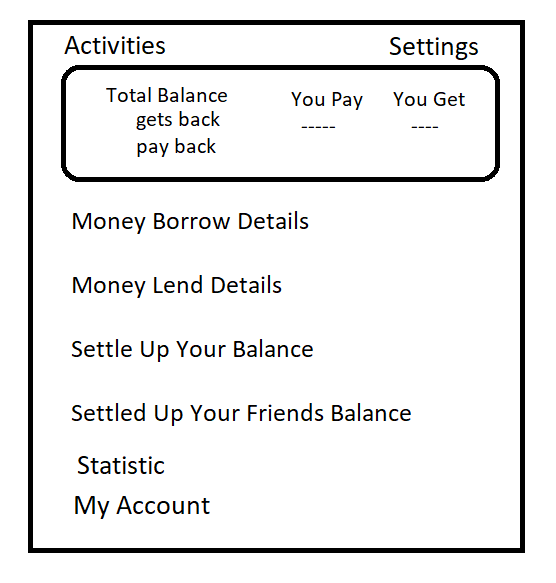 Activities Settings
Total Balance You Pay You Get
gets back ----- ----
pay back
Money Borrow Details
Money Lend Details
Settle Up Your Balance
Settled Up Your Friends Balance
Statistic
My Account